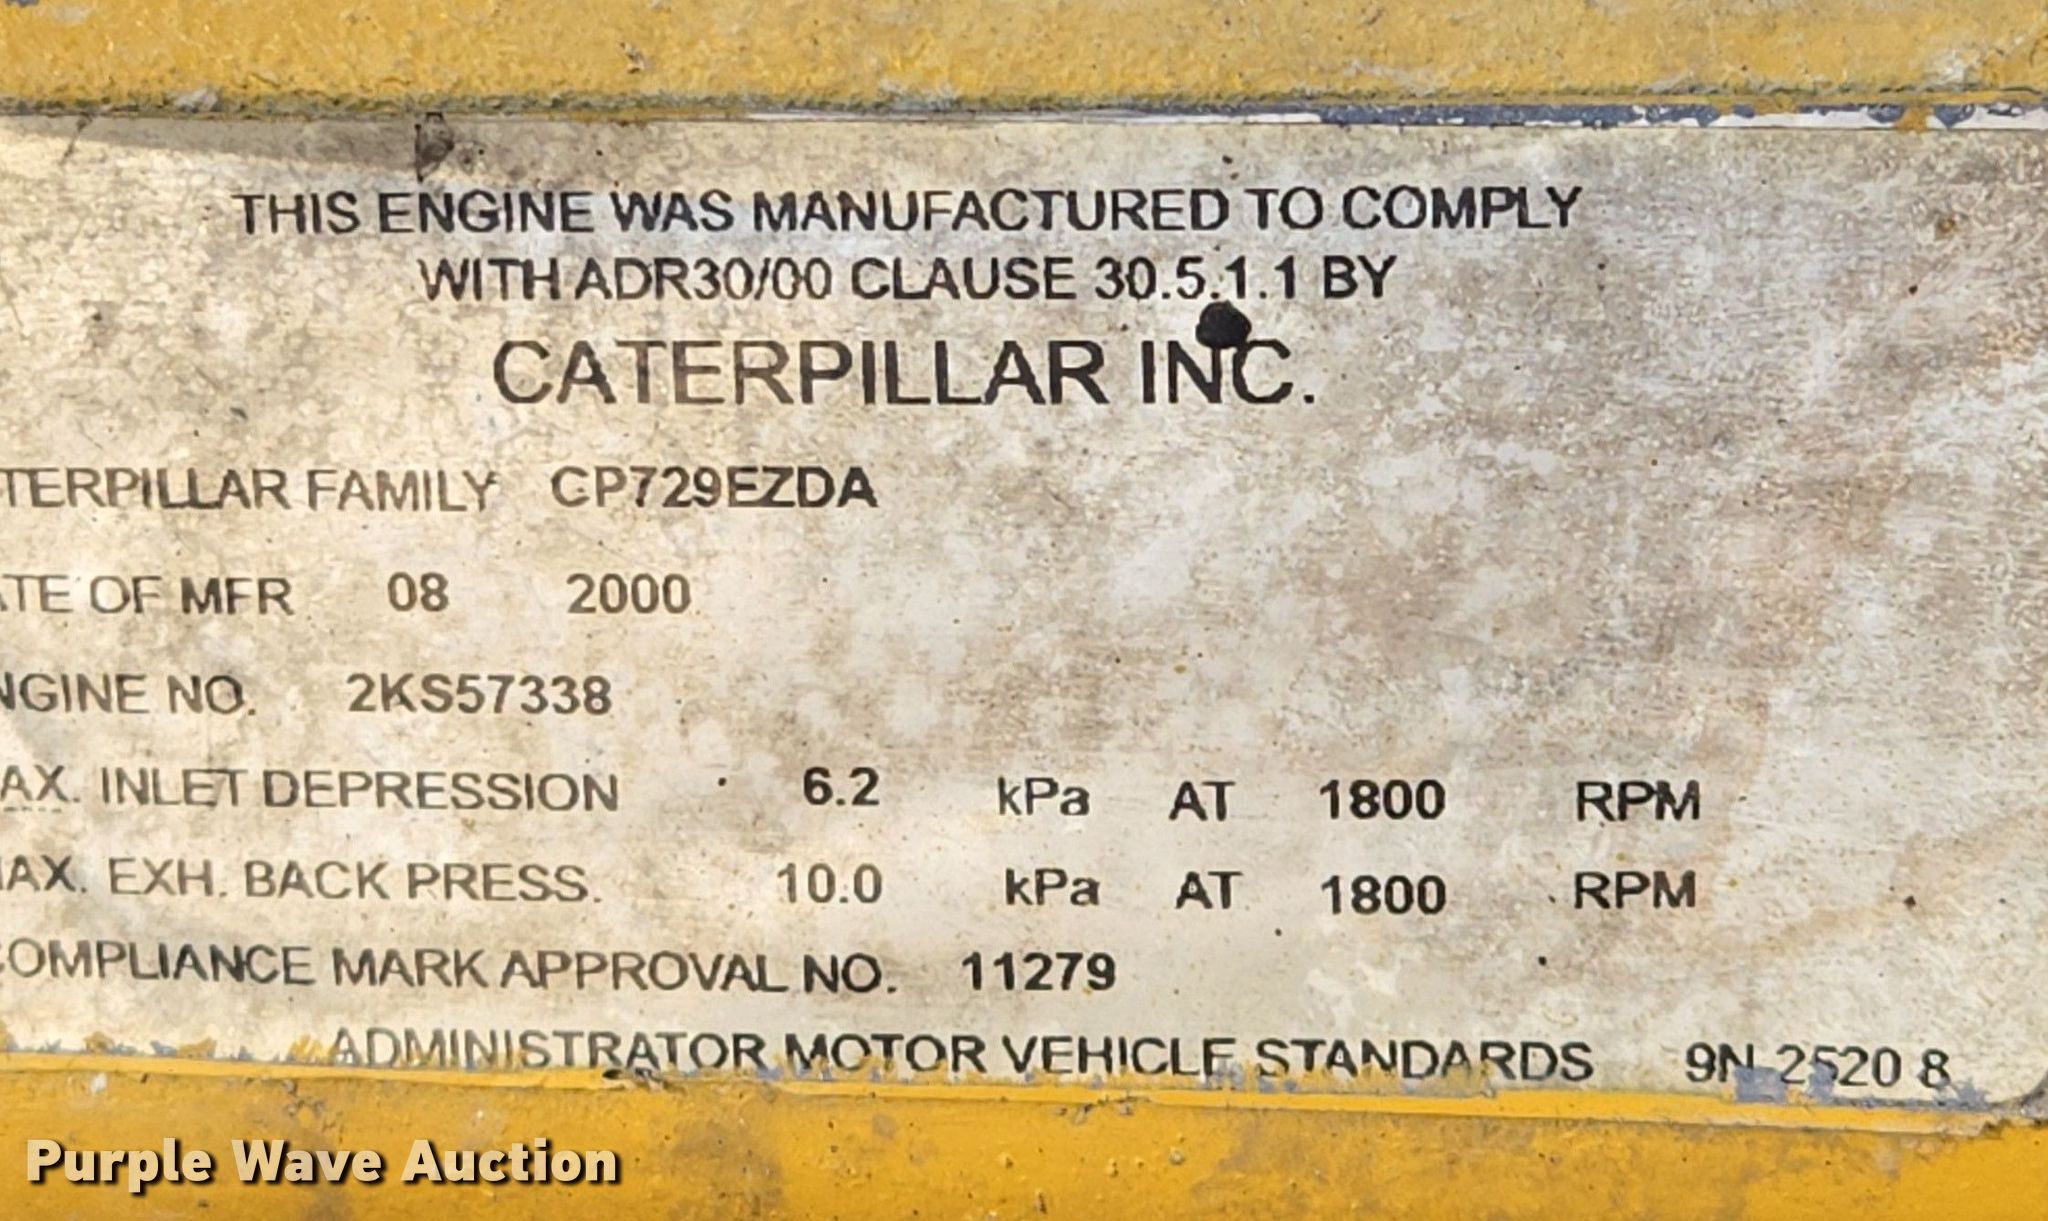 THIS ENGINE WAS MANUFACTURED TO COMPLY
WITH ADR30/00 CLAUSE 30.5.1.1 BY
CATERPILLAR INC.
TERPILLAR FAMILY CP729EZDA
ATE OF MFR 08 2000
NGINE NO. 2KS57338
AX. INLET DEPRESSION 6.2 kPa AT 1800 RPM
AX. EXH. BACK PRESS. 10.0 kPa AT 1800 RPM
COMPLIANCE MARK APPROVAL NO. 11279
ADMINISTRATOR MOTOR VEHICLE STANDARDS 9N 2520 8
Purple Wave Auction